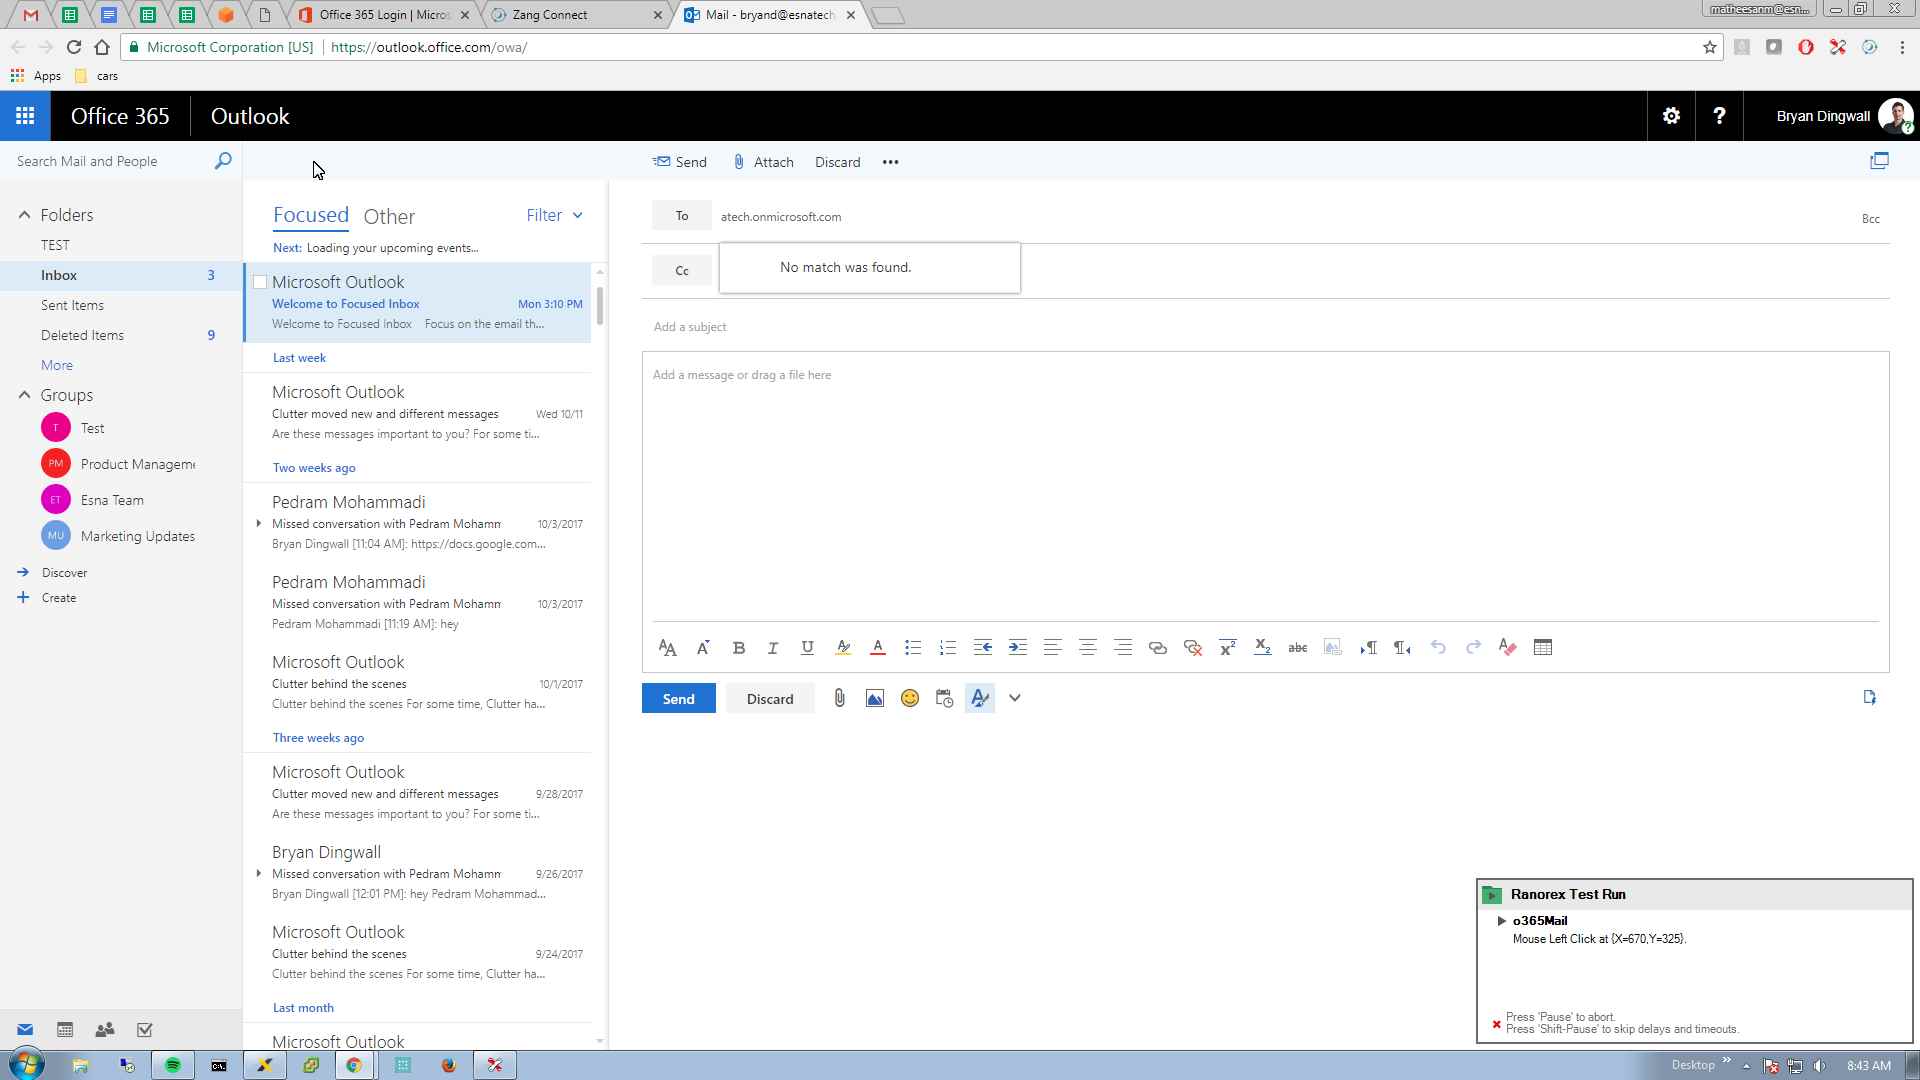 Office 365 Login | Micros
Zang Connect
Mail - bryand@esnatech
matheesanm@esn...
Microsoft Corporation [US]
https://outlook.office.com/owa/
Apps
cars
Office 365
Outlook
?
Bryan Dingwall
Search Mail and People
Send
Attach
Discard
Folders
TEST
Inbox 3
Sent Items
Deleted Items 9
More
Groups
T Test
PM Product Manageme
ET Esna Team
MU Marketing Updates
Discover
Create
Focused
Other
Filter
Next: Loading your upcoming events...
Microsoft Outlook
Welcome to Focused Inbox Mon 3:10 PM
Welcome to Focused Inbox Focus on the email th...
Last week
Microsoft Outlook
Clutter moved new and different messages Wed 10/11
Are these messages important to you? For some ti...
Two weeks ago
Pedram Mohammadi
Missed conversation with Pedram Mohamm 10/3/2017
Bryan Dingwall [11:04 AM]: https://docs.google.com...
Pedram Mohammadi
Missed conversation with Pedram Mohamm 10/3/2017
Pedram Mohammadi [11:19 AM]: hey
Microsoft Outlook
Clutter behind the scenes 10/1/2017
Clutter behind the scenes For some time, Clutter ha...
Three weeks ago
Microsoft Outlook
Clutter moved new and different messages 9/28/2017
Are these messages important to you? For some ti...
Bryan Dingwall
Missed conversation with Pedram Mohamm 9/26/2017
Bryan Dingwall [12:01 PM]: hey Pedram Mohammad...
Microsoft Outlook
Clutter behind the scenes 9/24/2017
Clutter behind the scenes For some time, Clutter ha...
Last month
Microsoft Outlook
To
atech.onmicrosoft.com
Bcc
Cc
No match was found.
Add a subject
Add a message or drag a file here
Send
Discard
Ranorex Test Run
o365Mail
Mouse Left Click at {X=670,Y=325}.
Press 'Pause' to abort.
Press 'Shift-Pause' to skip delays and timeouts.
Desktop
8:43 AM